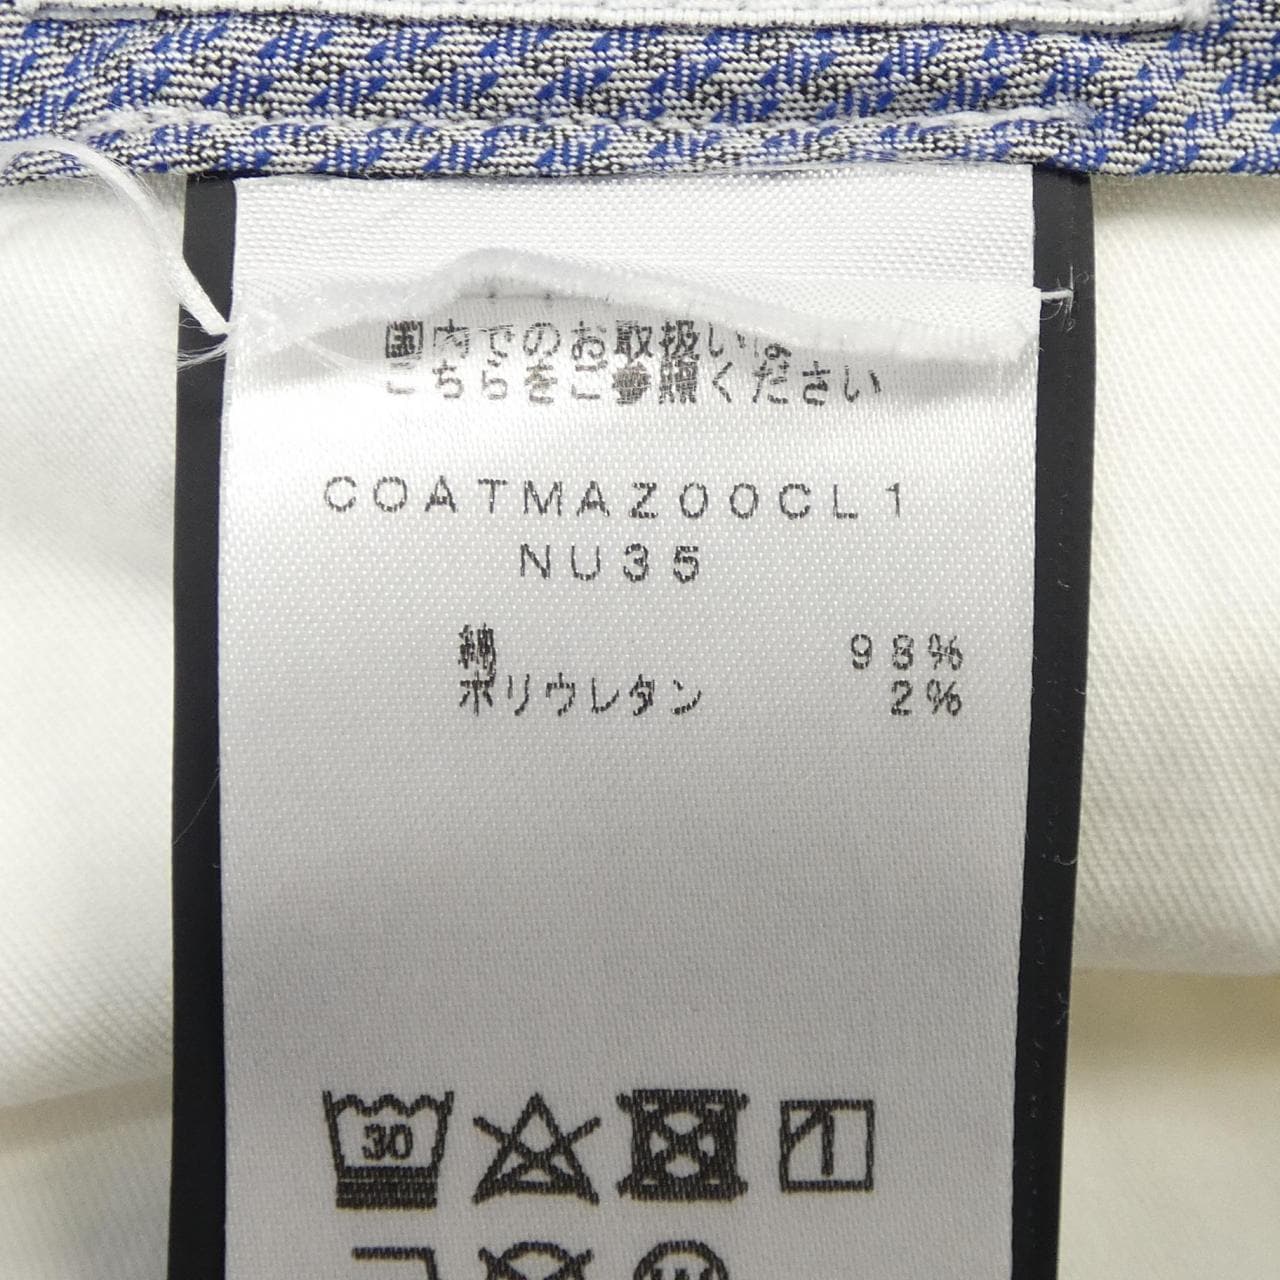 国内でのお取扱いは
こちらをご参照ください
COATMAZ00CL1
NU35
綿 98%
ポリウレタン 2%
30
W